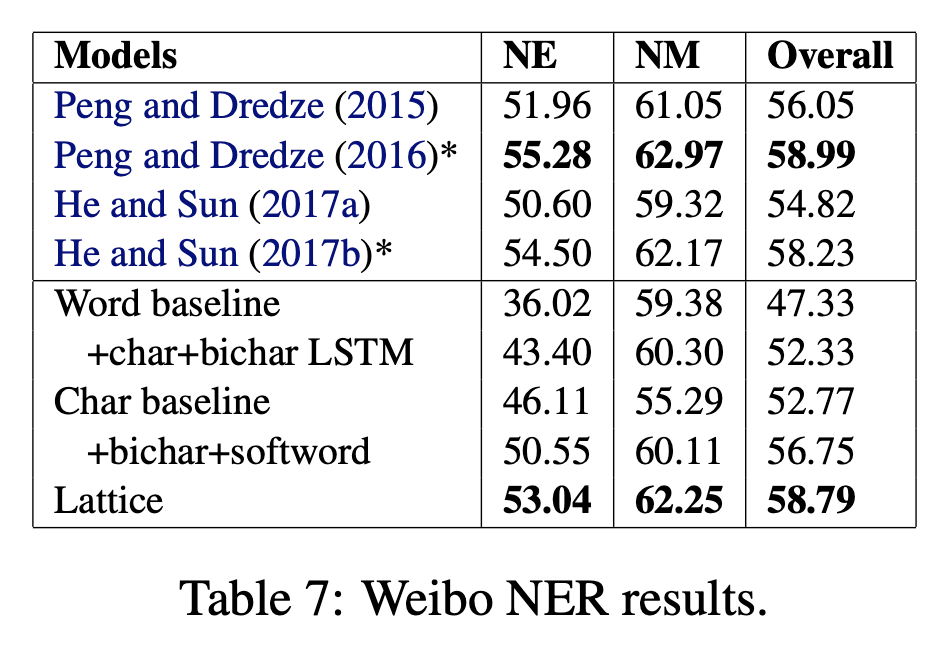 Models NE NM Overall
Peng and Dredze (2015) 51.96 61.05 56.05
Peng and Dredze (2016)* 55.28 62.97 58.99
He and Sun (2017a) 50.60 59.32 54.82
He and Sun (2017b)* 54.50 62.17 58.23
Word baseline 36.02 59.38 47.33
+char+bichar LSTM 43.40 60.30 52.33
Char baseline 46.11 55.29 52.77
+bichar+softword 50.55 60.11 56.75
Lattice 53.04 62.25 58.79
Table 7: Weibo NER results.